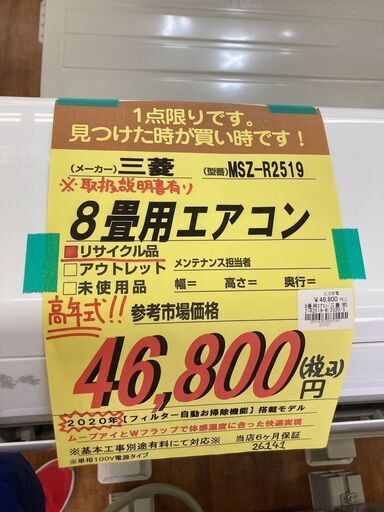 1点限りです。
見つけた時が買い時です!
(メーカー) 三菱 (型番) MSZ-R2519
※取扱説明書有り
8畳用エアコン
■リサイクル品
□アウトレット メンテナンス担当者
□未使用品 幅= 高さ= 奥行=
高年式!! 参考市場価格
46,800円(税込)
2020年【フィルター自動お掃除機能】搭載モデル
ムーブアイとWフラップで体感温度に合った快適実現
※基本工事別途有料にて対応※ 当店6ヶ月保証
※単相100V電源タイプ 26141
¥46,800